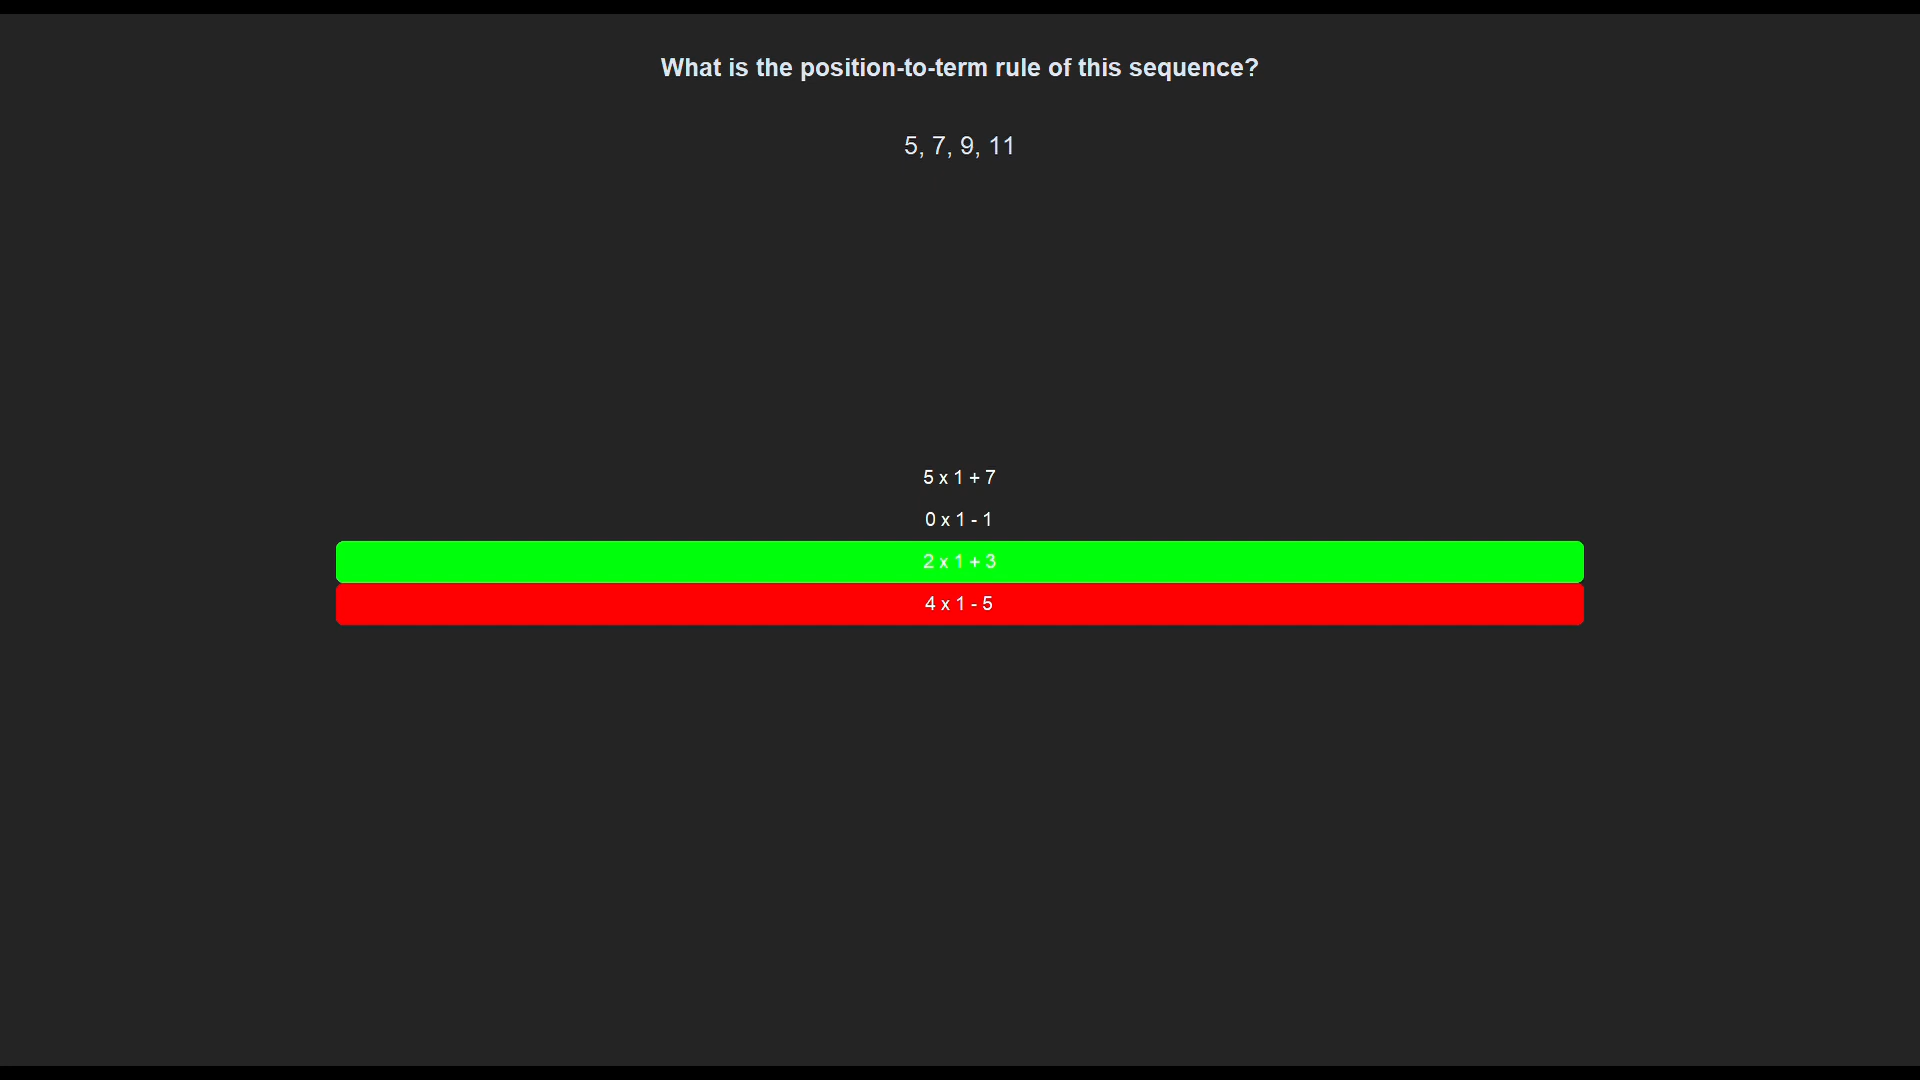 What is the position-to-term rule of this sequence?
5, 7, 9, 11
5 x 1 + 7
0 x 1 - 1
2 x 1 + 3
4 x 1 - 5